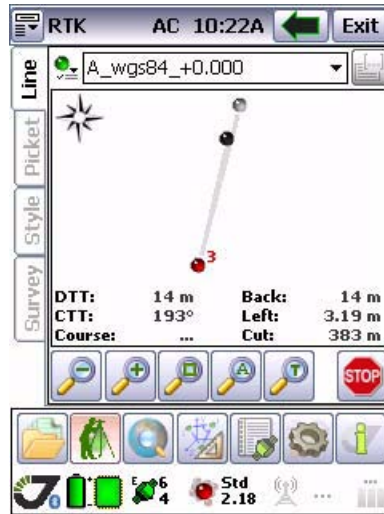 RTK AC 10:22A Exit
A_wgs84_+0.000
Line
Picket
Style
Survey
3
DTT: 14 m Back: 14 m
CTT: 193° Left: 3.19 m
Course: ... Cut: 383 m
A T STOP
E 6 Std
4 2.18 ...